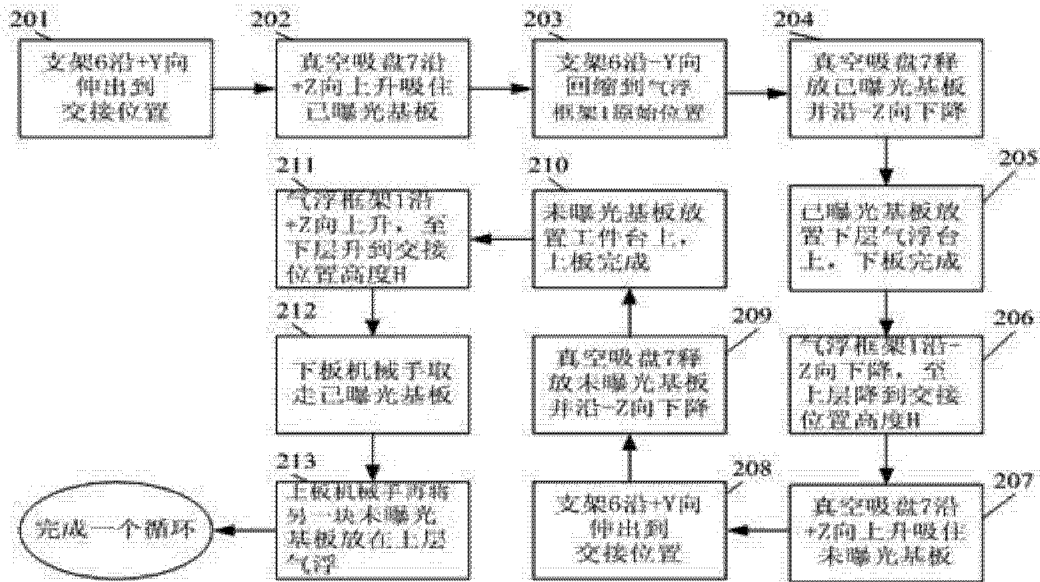 201
支架6沿+Y向
伸出到
交接位置
202
真空吸盘7沿
+Z向上升吸住
已曝光基板
203
支架6沿-Y向
回缩到气浮
框架1原始位置
204
真空吸盘7释
放已曝光基板
并沿-Z向下降
205
已曝光基板放
置下层气浮台
上，下板完成
206
气浮框架1沿-
Z向下降，至
上层降到交接
位置高度H
207
真空吸盘7沿
+Z向上升吸住
未曝光基板
208
支架6沿+Y向
伸出到
交接位置
209
真空吸盘7释
放未曝光基板
并沿-Z向下降
210
未曝光基板放
置工件台上，
上板完成
211
气浮框架1沿
+Z向上升，至
下层升到交接
位置高度H
212
下板机械手取
走已曝光基板
213
上板机械手再将
另一块未曝光
基板放在上层
气浮
完成一个循环